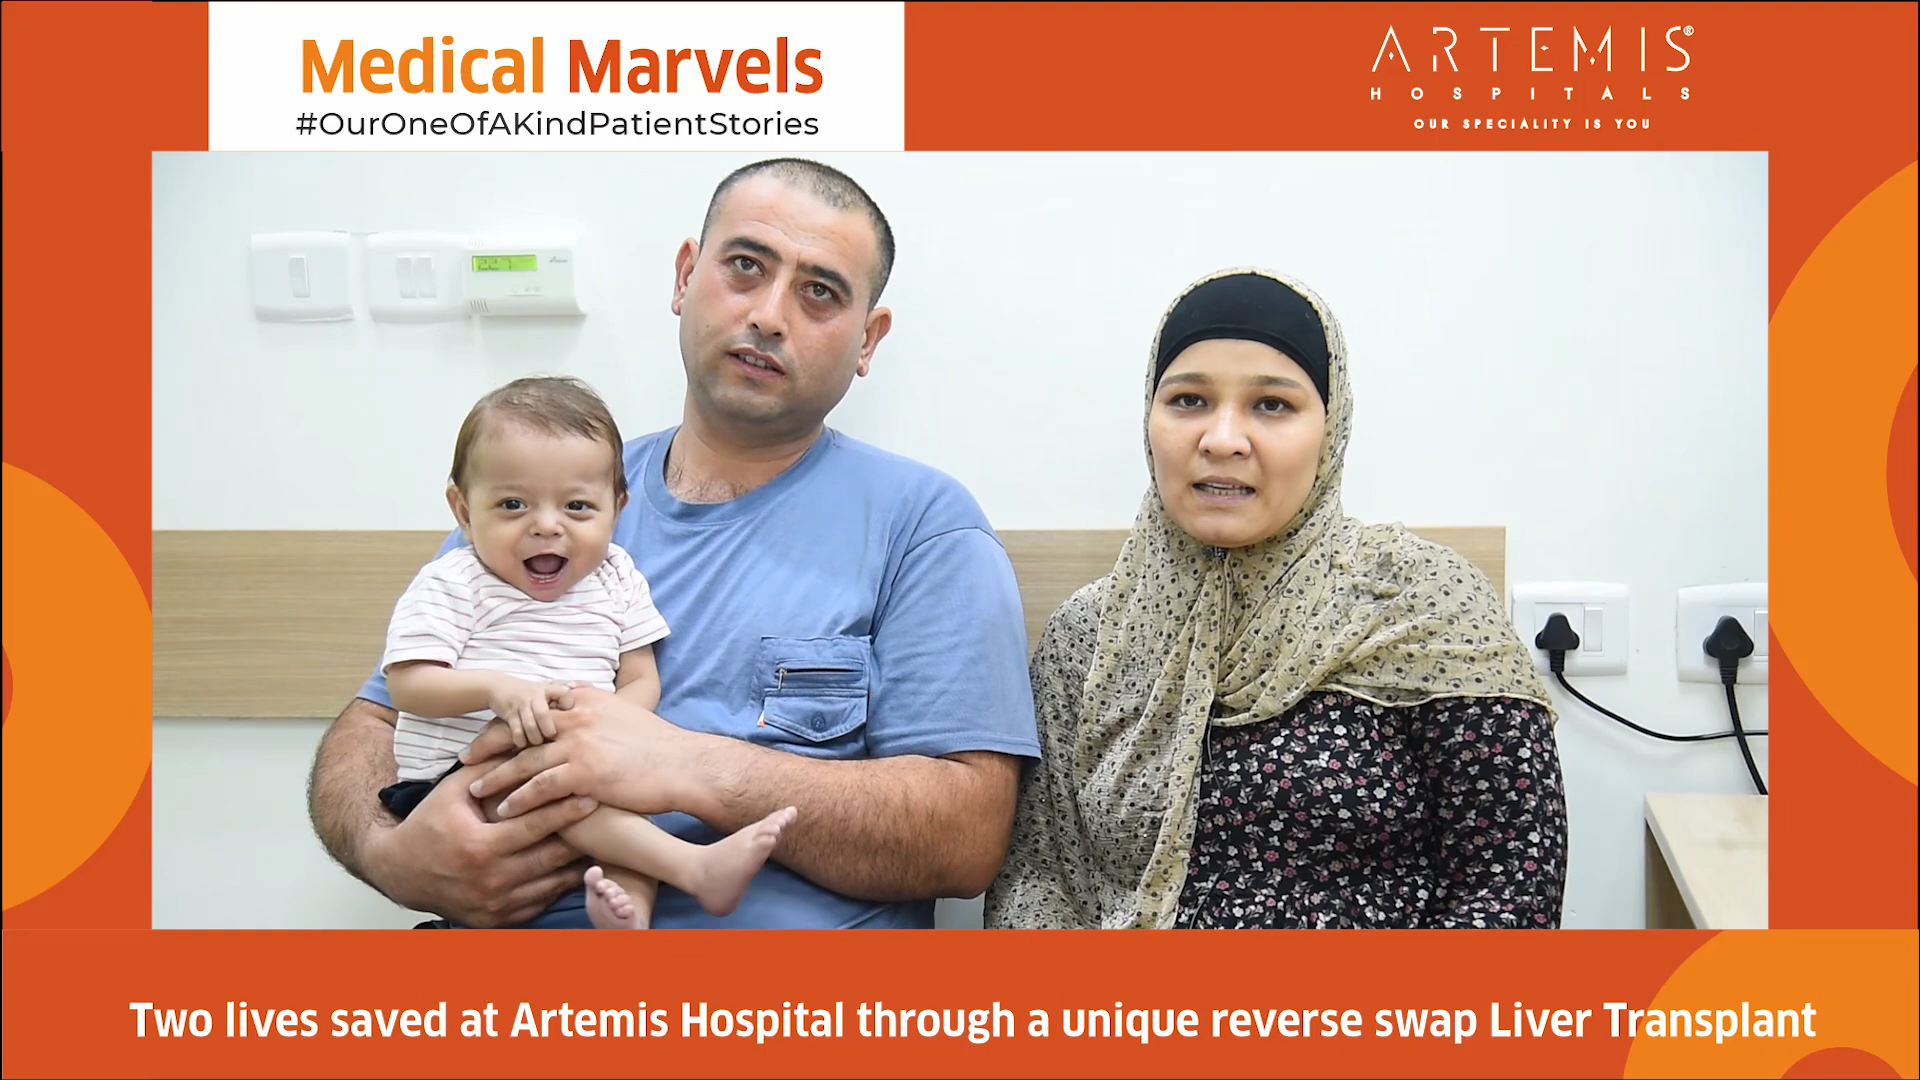 Medical Marvels
#OurOneOfAKindPatientStories
ARTEMIS®
HOSPITALS
OUR SPECIALITY IS YOU
Two lives saved at Artemis Hospital through a unique reverse swap Liver Transplant